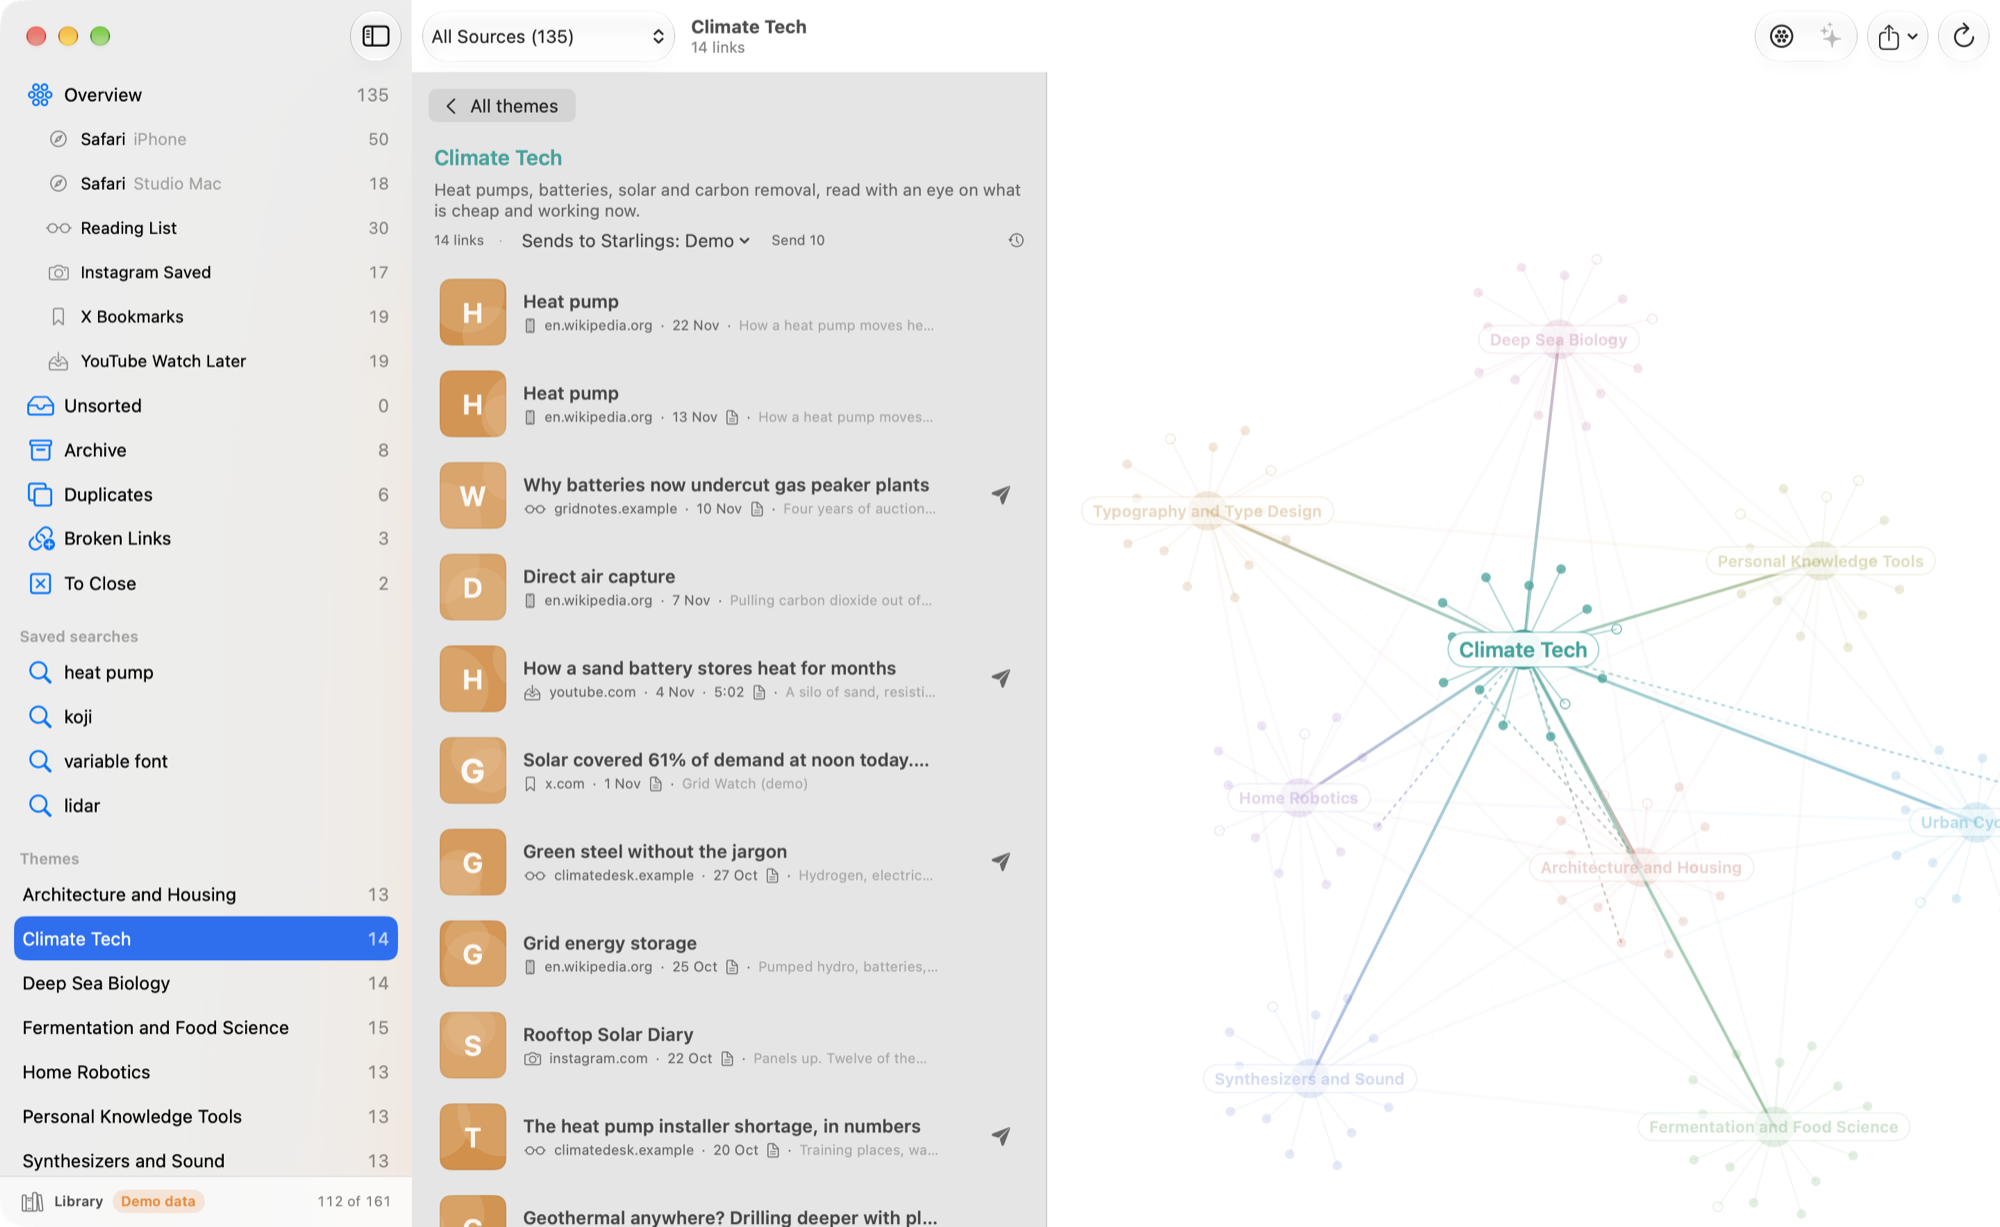 All Sources (135)
Climate Tech
14 links
Overview 135
Safari iPhone 50
Safari Studio Mac 18
Reading List 30
Instagram Saved 17
X Bookmarks 19
YouTube Watch Later 19
Unsorted 0
Archive 8
Duplicates 6
Broken Links 3
To Close 2
Saved searches
heat pump
koji
variable font
lidar
Themes
Architecture and Housing 13
Climate Tech 14
Deep Sea Biology 14
Fermentation and Food Science 15
Home Robotics 13
Personal Knowledge Tools 13
Synthesizers and Sound 13
Library Demo data 112 of 161
All themes
Climate Tech
Heat pumps, batteries, solar and carbon removal, read with an eye on what
is cheap and working now.
14 links · Sends to Starlings: Demo Send 10
H
Heat pump
en.wikipedia.org · 22 Nov · How a heat pump moves he...
H
Heat pump
en.wikipedia.org · 13 Nov · How a heat pump moves...
W
Why batteries now undercut gas peaker plants
gridnotes.example · 10 Nov · Four years of auction...
D
Direct air capture
en.wikipedia.org · 7 Nov · Pulling carbon dioxide out of...
H
How a sand battery stores heat for months
youtube.com · 4 Nov · 5:02 · A silo of sand, resisti...
G
Solar covered 61% of demand at noon today....
x.com · 1 Nov · Grid Watch (demo)
G
Green steel without the jargon
climatedesk.example · 27 Oct · Hydrogen, electric...
G
Grid energy storage
en.wikipedia.org · 25 Oct · Pumped hydro, batteries,...
S
Rooftop Solar Diary
instagram.com · 22 Oct · Panels up. Twelve of the...
T
The heat pump installer shortage, in numbers
climatedesk.example · 20 Oct · Training places, wa...
Geothermal anywhere? Drilling deeper with pl...
Deep Sea Biology
Typography and Type Design
Personal Knowledge Tools
Climate Tech
Home Robotics
Urban Cyc
Architecture and Housing
Synthesizers and Sound
Fermentation and Food Science